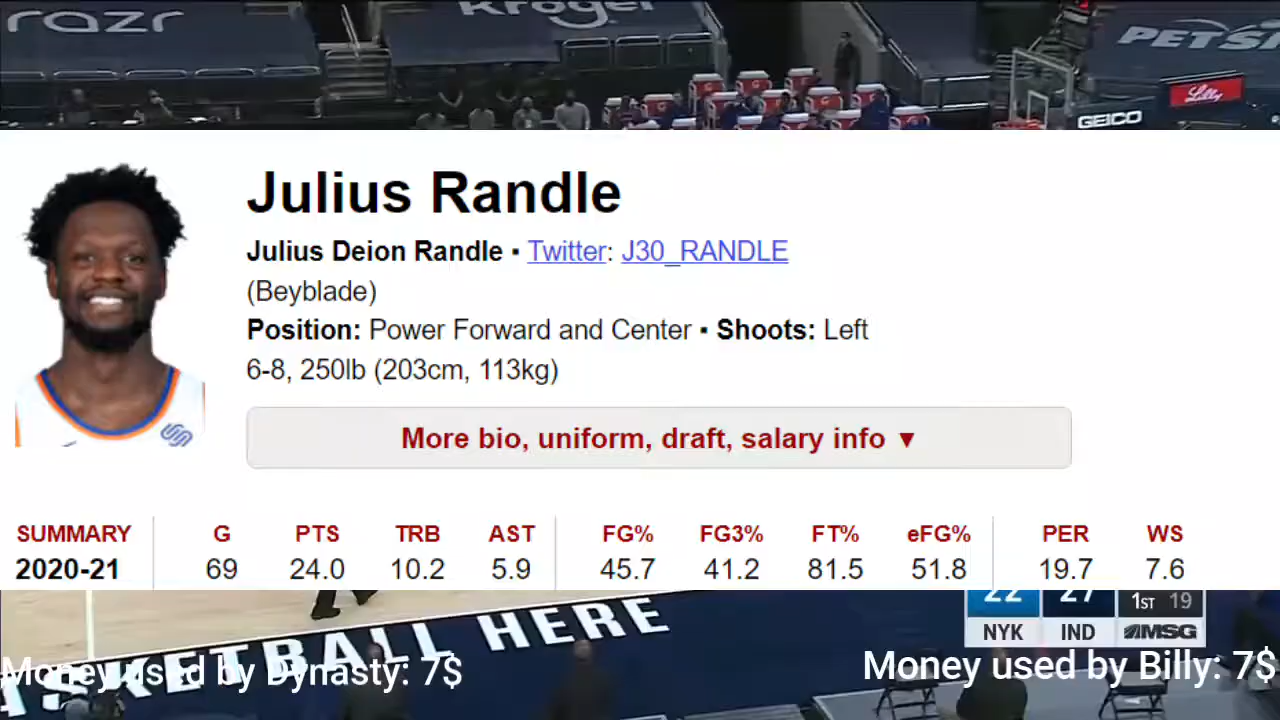 razr
Kroger
PETSM
Lilly
GEICO
Julius Randle
Julius Deion Randle ▪ Twitter: J30_RANDLE
(Beyblade)
Position: Power Forward and Center ▪ Shoots: Left
6-8, 250lb (203cm, 113kg)
More bio, uniform, draft, salary info ▼
SUMMARY G PTS TRB AST FG% FG3% FT% eFG% PER WS
2020-21 69 24.0 10.2 5.9 45.7 41.2 81.5 51.8 19.7 7.6
22 27 1ST 19
NYK IND MSG
KETBALL HERE
Money used by Dynasty: 7$
Money used by Billy: 7$